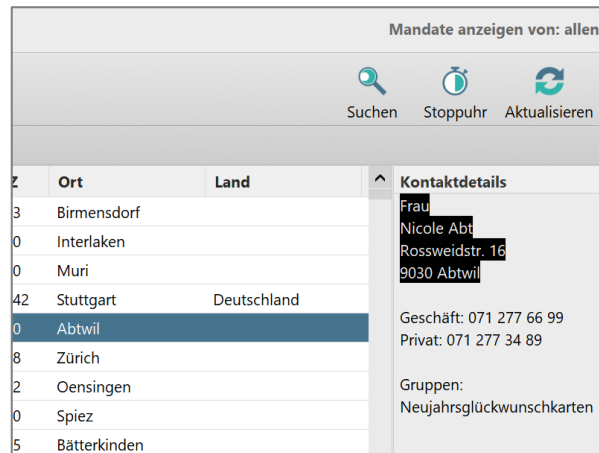 Mandate anzeigen von: allen
Suchen Stoppuhr Aktualisieren
Z Ort Land Kontaktdetails
3 Birmensdorf
0 Interlaken
0 Muri
42 Stuttgart Deutschland
0 Abtwil
8 Zürich
2 Oensingen
0 Spiez
5 Bätterkinden
Frau
Nicole Abt
Rossweidstr. 16
9030 Abtwil
Geschäft: 071 277 66 99
Privat: 071 277 34 89
Gruppen:
Neujahrsglückwunschkarten